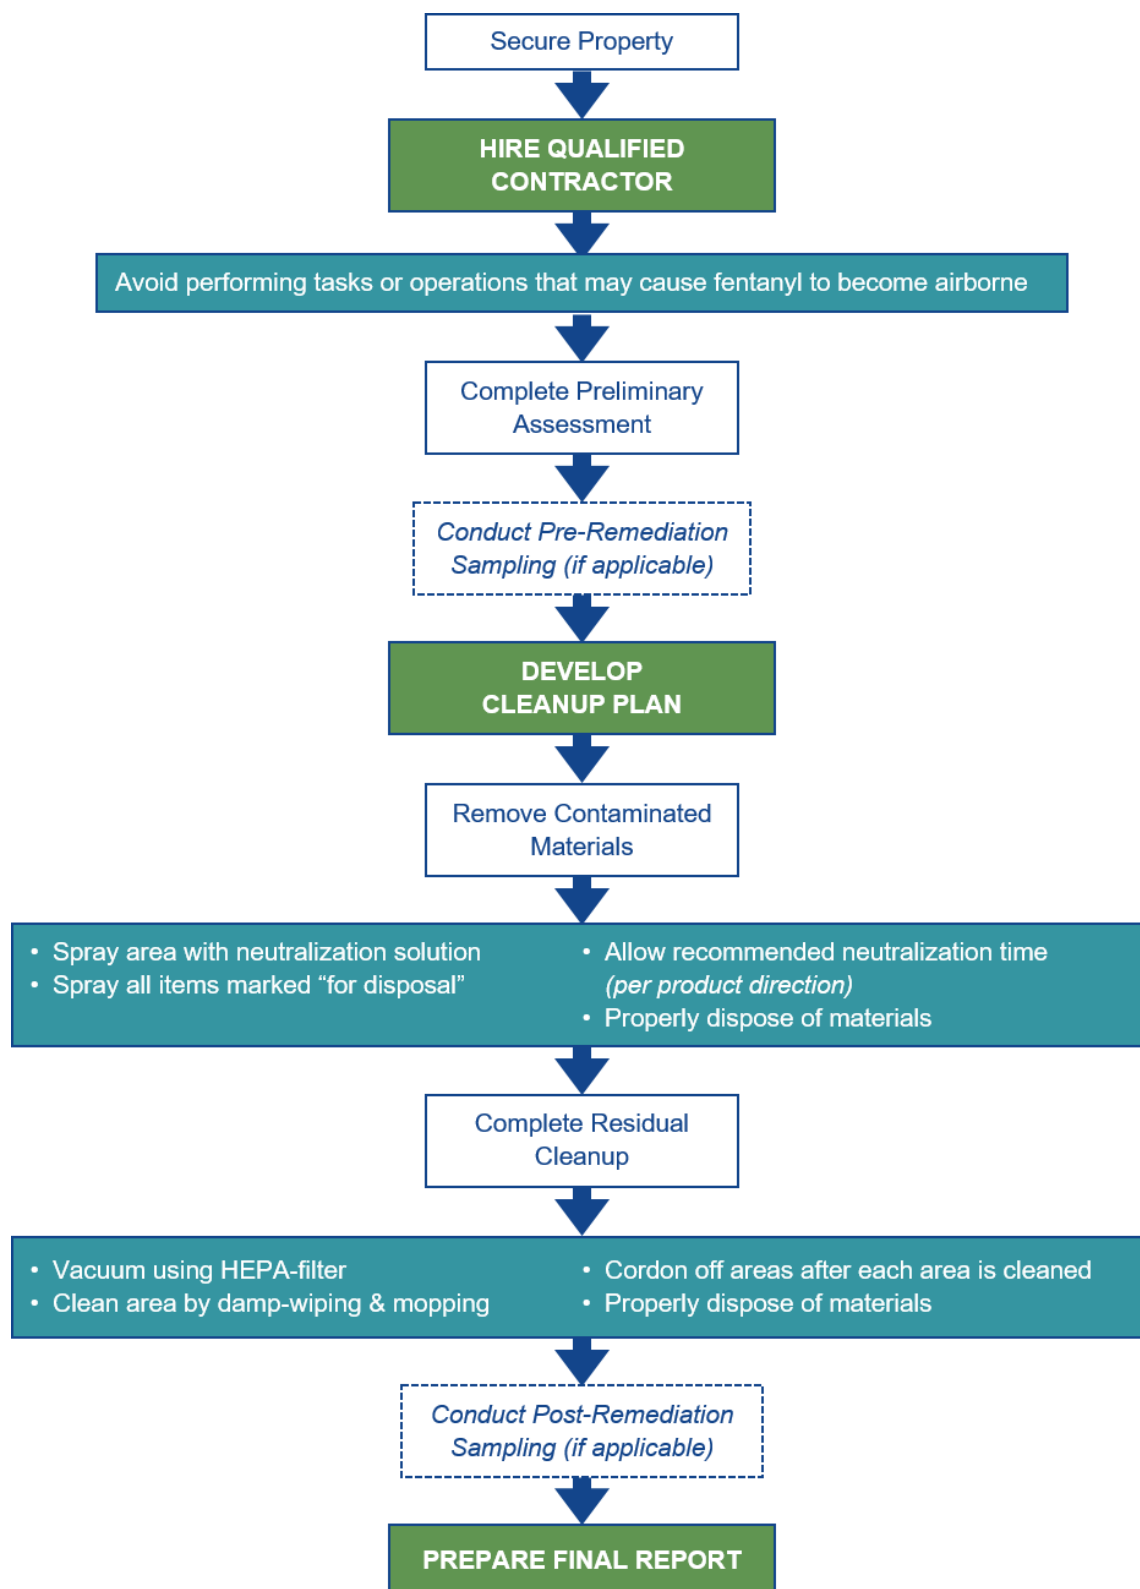 Secure Property
HIRE QUALIFIED
CONTRACTOR
Avoid performing tasks or operations that may cause fentanyl to become airborne
Complete Preliminary
Assessment
Conduct Pre-Remediation
Sampling (if applicable)
DEVELOP
CLEANUP PLAN
Remove Contaminated
Materials
• Spray area with neutralization solution
• Spray all items marked “for disposal”
• Allow recommended neutralization time
(per product direction)
• Properly dispose of materials
Complete Residual
Cleanup
• Vacuum using HEPA-filter
• Clean area by damp-wiping & mopping
• Cordon off areas after each area is cleaned
• Properly dispose of materials
Conduct Post-Remediation
Sampling (if applicable)
PREPARE FINAL REPORT